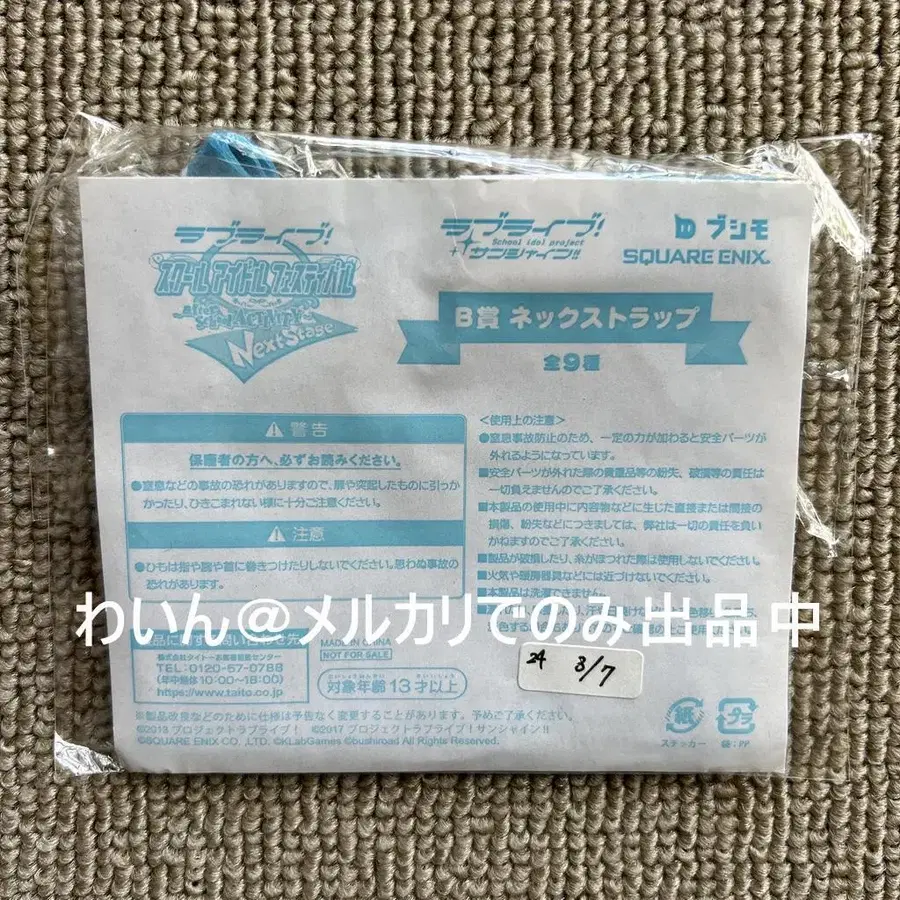 ラブライブ!
スクールアイドルフェスティバル
Next Stage
ラブライブ!
School idol project
サンシャイン!!
ブシモ
SQUARE ENIX.
B賞 ネックストラップ
全9種
警告
保護者の方へ、必ずお読みください。
●窒息などの事故の恐れがありますので、扉や突起したものに引っか
かったり、ひきこまれない様に十分ご注意ください。
注意
●ひもは指や腕や首に巻きつけたりしないでください。思わぬ事故の
恐れがあります。
<使用上の注意>
●窒息事故防止のため、一定の力が加わると安全パーツが
外れるようになっています。
■安全パーツが外れた際の貴重品等の紛失、破損等の責任は
一切負えませんのでご了承ください。
■本製品の使用中に内容物などに生じた直接または間接の
損傷、紛失などにつきましては、弊社は一切の責任を負い
かねますのでご了承ください。
■製品が破損したり、糸がほつれた際は使用しないでください。
■火気や暖房器具などには近づけないでください。
■本製品は洗濯できません。
わいん@メルカリでのみ出品中
株式会社タイトーお客様相談センター
TEL:0120-57-0788
(年中無休10:00~18:00)
https://www.taito.co.jp
MADE IN CHINA
NOT FOR SALE
対象年齢13才以上
24 3/7
紙
ステッカー
プラ
袋:PP
※製品改良などのために仕様は予告なく変更することがあります。予めご了承ください。
©2013 プロジェクトラブライブ! ©2017 プロジェクトラブライブ!サンシャイン!!
©SQUARE ENIX CO., LTD. ©KLabGames ©bushiroad All Rights Reserved.